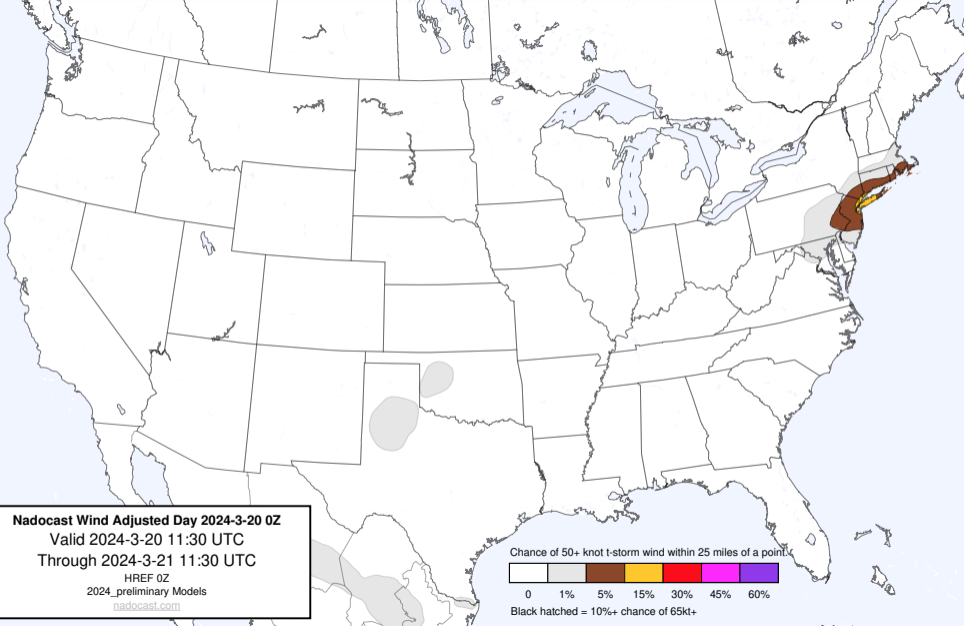 Nadocast Wind Adjusted Day 2024-3-20 0Z
Valid 2024-3-20 11:30 UTC
Through 2024-3-21 11:30 UTC
HREF 0Z
2024_preliminary Models
nadocast.com
Chance of 50+ knot t-storm wind within 25 miles of a point.
0 1% 5% 15% 30% 45% 60%
Black hatched = 10%+ chance of 65kt+